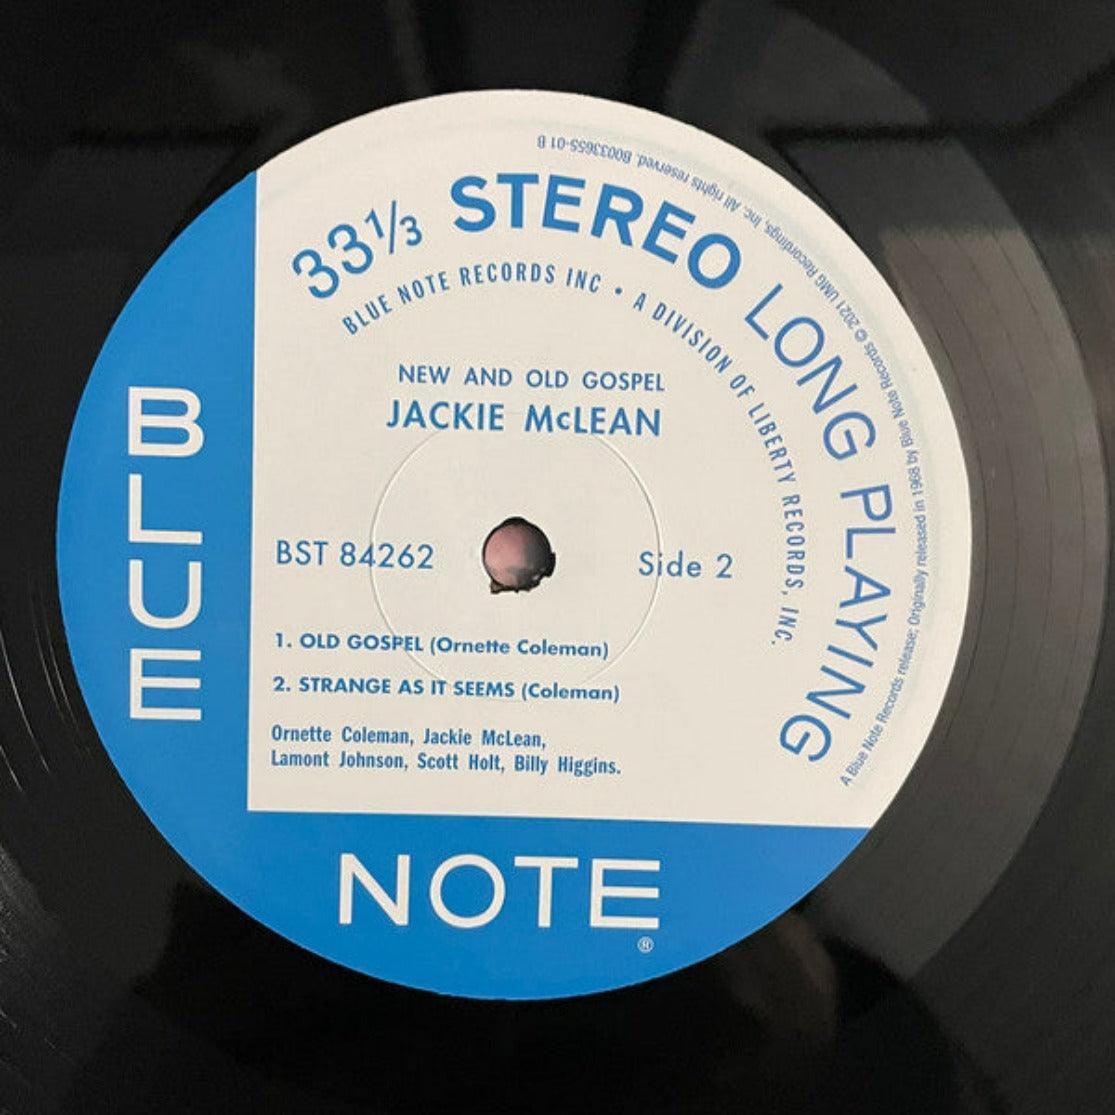 33⅓ STEREO LONG PLAYING
BLUE NOTE RECORDS INC • A DIVISION OF LIBERTY RECORDS, INC.
NEW AND OLD GOSPEL
JACKIE McLEAN
BST 84262
Side 2
1. OLD GOSPEL (Ornette Coleman)
2. STRANGE AS IT SEEMS (Coleman)
Ornette Coleman, Jackie McLean,
Lamont Johnson, Scott Holt, Billy Higgins.
BLUE
NOTE
®
A Blue Note Records release; Originally released in 1968 by Blue Note Records © 2021 UMG Recordings, Inc. All rights reserved. B0033655-01 B